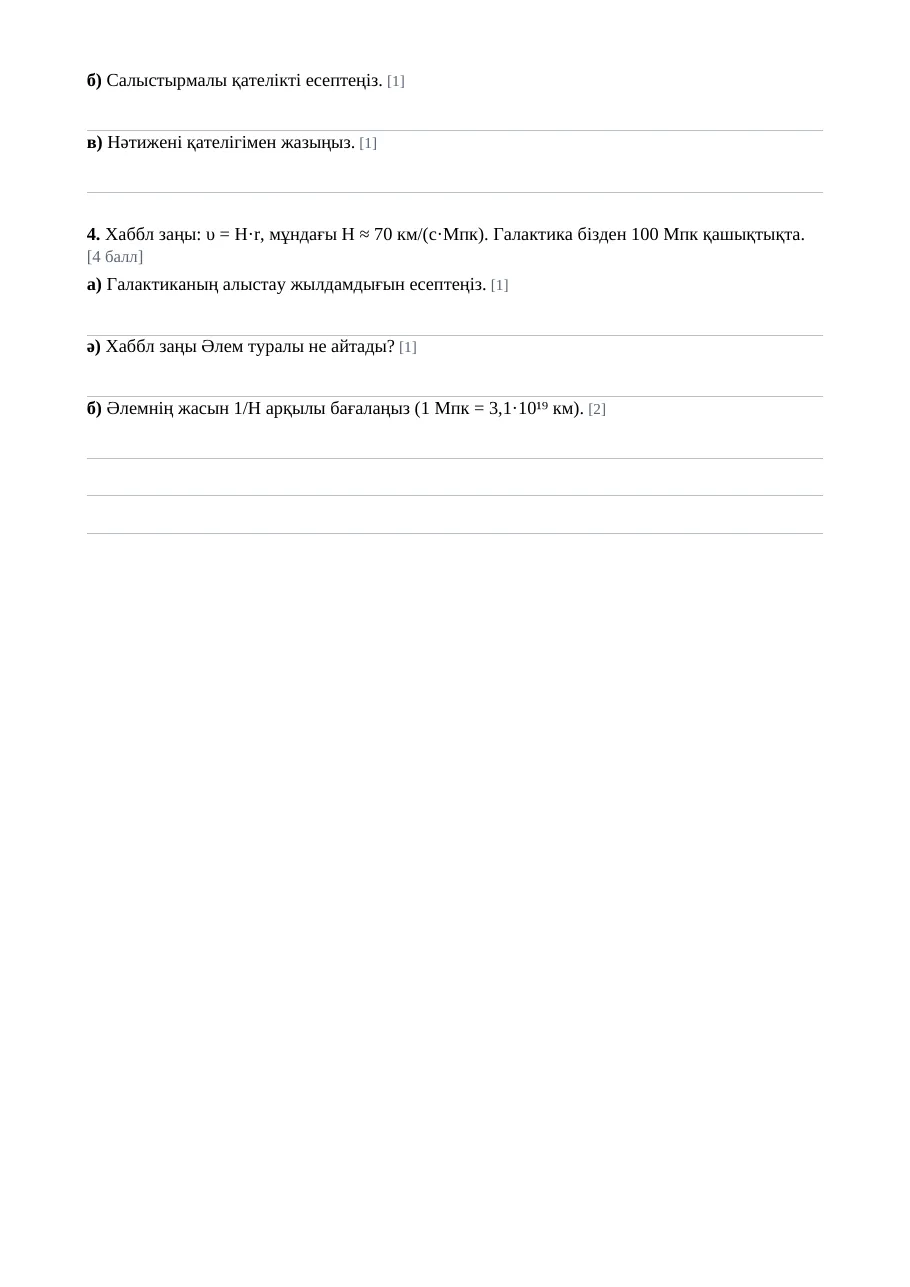 б) Салыстырмалы қателікті есептеңіз. [1]
в) Нәтижені қателігімен жазыңыз. [1]
4. Хаббл заңы: υ = H·r, мұндағы H ≈ 70 км/(с·Мпк). Галактика бізден 100 Мпк қашықтықта.
[4 балл]
а) Галактиканың алыстау жылдамдығын есептеңіз. [1]
ә) Хаббл заңы Әлем туралы не айтады? [1]
б) Әлемнің жасын 1/H арқылы бағалаңыз (1 Мпк = 3,1·10¹⁹ км). [2]